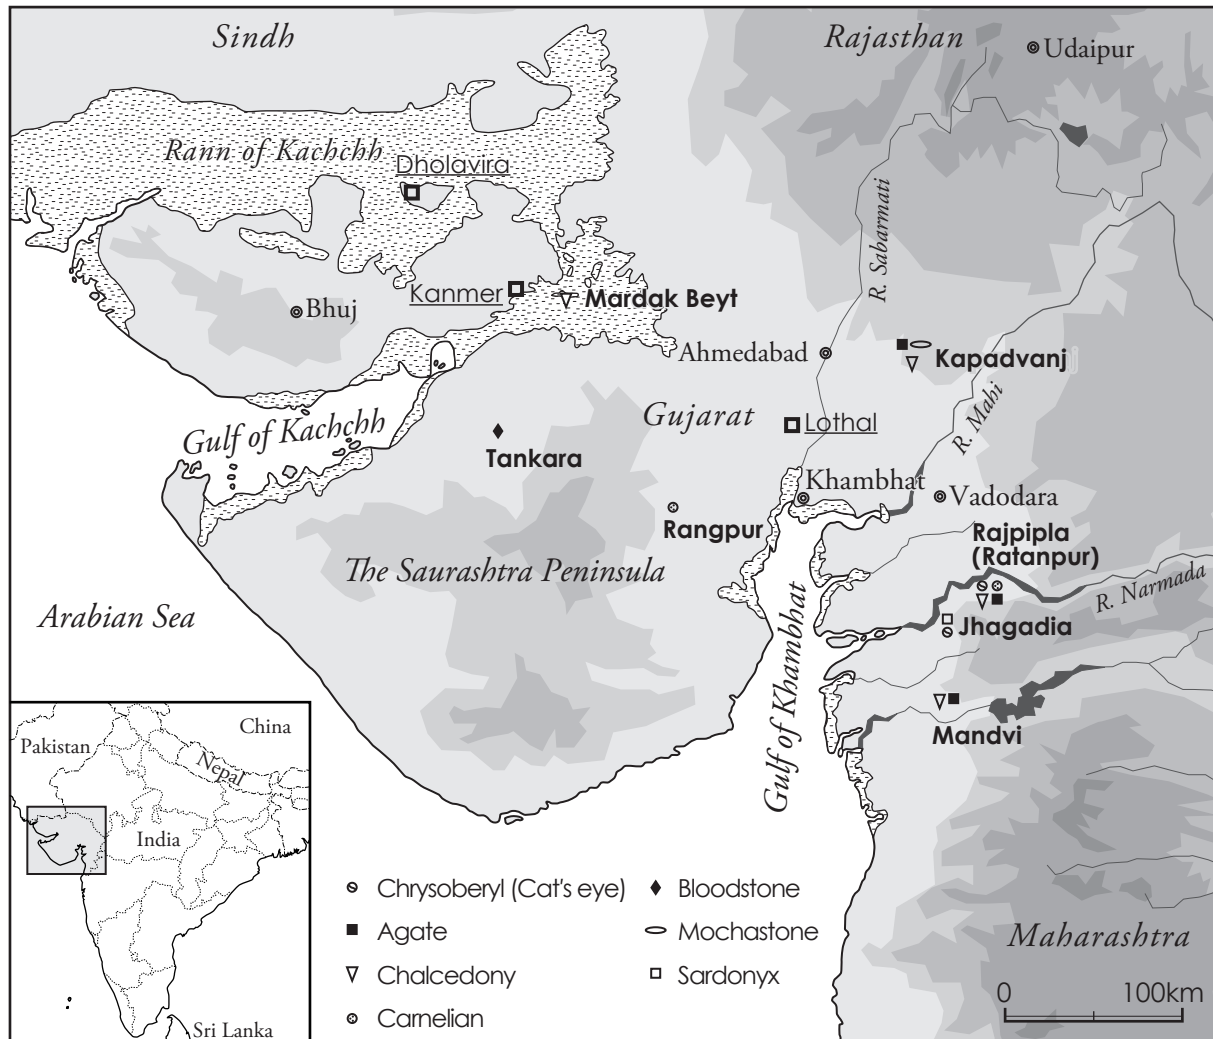 Sindh
Rajasthan
Udaipur
Rann of Kachchh
Dholavira
R. Sabarmati
Kanmer
Mardak Beyt
Bhuj
Ahmedabad
Kapadvanj
R. Mahi
Gujarat
Lothal
Gulf of Kachchh
Tankara
Khambhat
Vadodara
Rangpur
Rajpipla
(Ratanpur)
The Saurashtra Peninsula
R. Narmada
Arabian Sea
Jhagadia
Gulf of Khambhat
Mandvi
China
Pakistan
Nepal
India
Sri Lanka
Chrysoberyl (Cat's eye)
Agate
Chalcedony
Carnelian
Bloodstone
Mochastone
Sardonyx
Maharashtra
0 100km